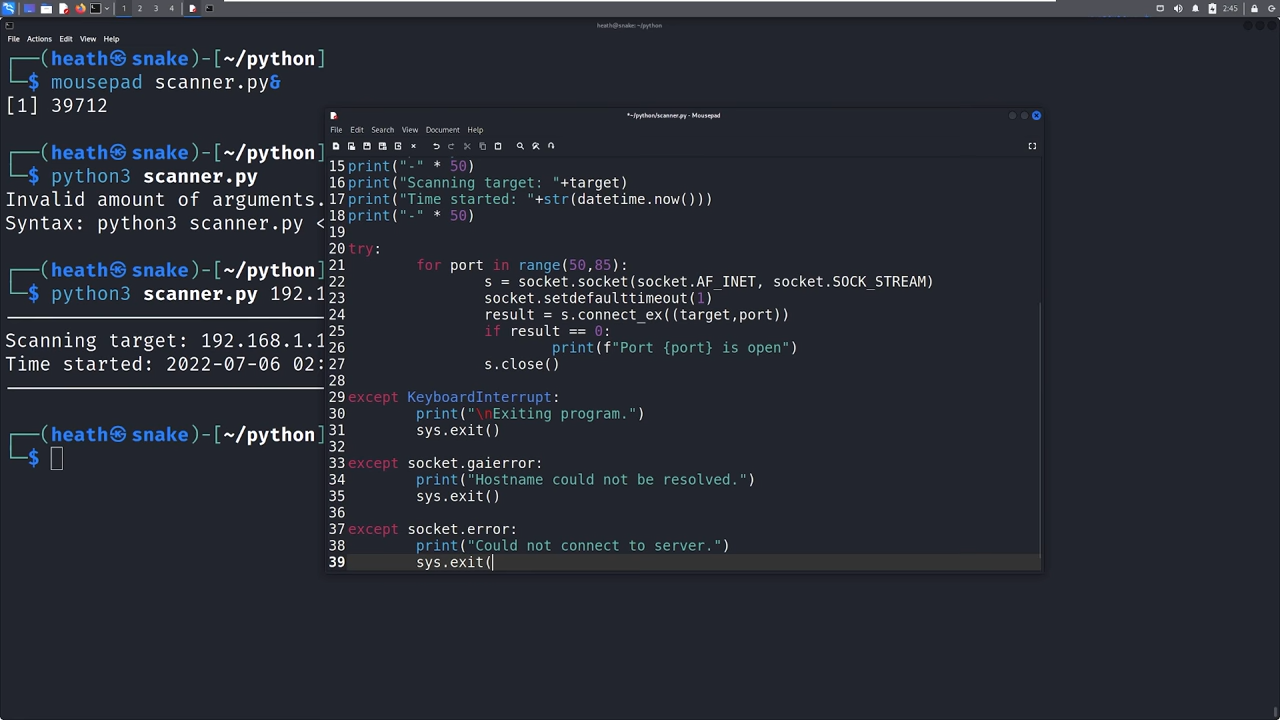 1 2 3 4
2:45
heath@snake: ~/python
File Actions Edit View Help
(heath㉿snake)-[~/python]
$ mousepad scanner.py&
[1] 39712
(heath㉿snake)-[~/python]
$ python3 scanner.py
Invalid amount of arguments.
Syntax: python3 scanner.py <
(heath㉿snake)-[~/python]
$ python3 scanner.py 192.1
Scanning target: 192.168.1.1
Time started: 2022-07-06 02:
(heath㉿snake)-[~/python]
$
*~/python/scanner.py - Mousepad
File Edit Search View Document Help
15 print("-" * 50)
16 print("Scanning target: "+target)
17 print("Time started: "+str(datetime.now()))
18 print("-" * 50)
19
20 try:
21 for port in range(50,85):
22 s = socket.socket(socket.AF_INET, socket.SOCK_STREAM)
23 socket.setdefaulttimeout(1)
24 result = s.connect_ex((target,port))
25 if result == 0:
26 print(f"Port {port} is open")
27 s.close()
28
29 except KeyboardInterrupt:
30 print("\nExiting program.")
31 sys.exit()
32
33 except socket.gaierror:
34 print("Hostname could not be resolved.")
35 sys.exit()
36
37 except socket.error:
38 print("Could not connect to server.")
39 sys.exit(